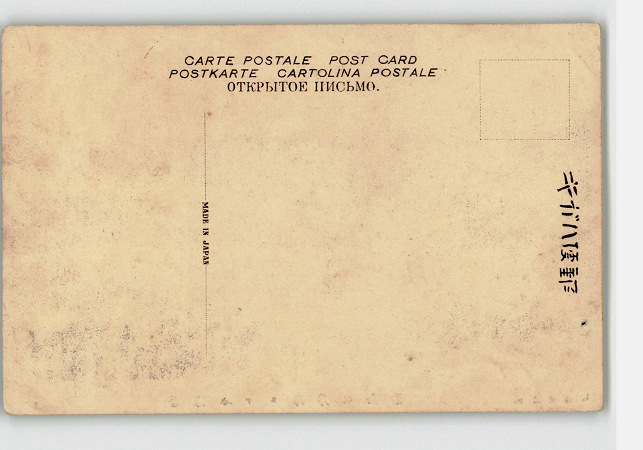 CARTE POSTALE POST CARD
POSTKARTE CARTOLINA POSTALE
ОТКРЫТОЕ ПИСЬМО.
MADE IN JAPAN
郵便ハガキ